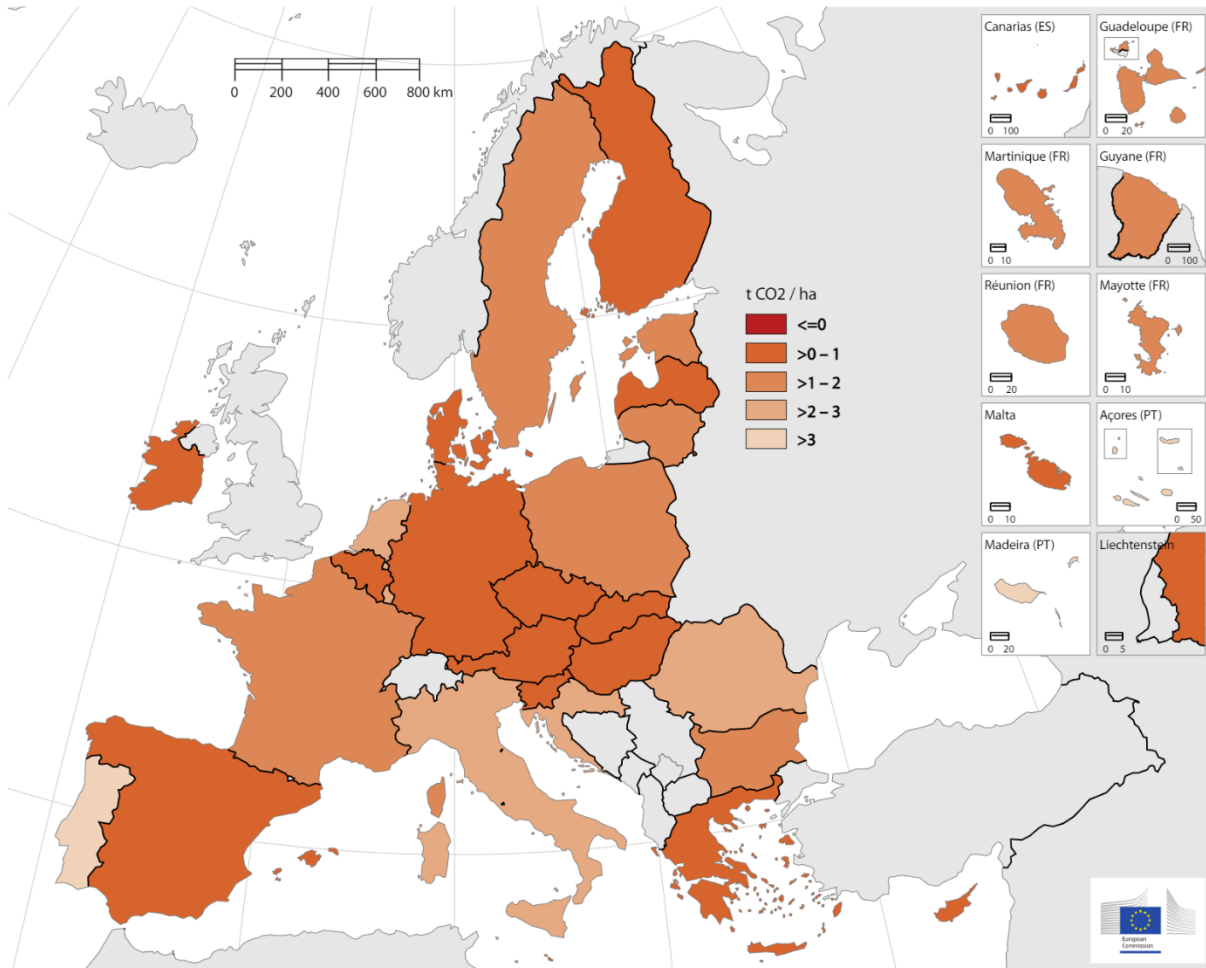 0 200 400 600 800 km
t CO2 / ha
<=0
>0 – 1
>1 – 2
>2 – 3
>3
Canarias (ES)
0 100
Guadeloupe (FR)
0 20
Martinique (FR)
0 10
Guyane (FR)
0 100
Réunion (FR)
0 20
Mayotte (FR)
0 10
Malta
0 10
Açores (PT)
0 50
Madeira (PT)
0 20
Liechtenstein
0 5
European
Commission